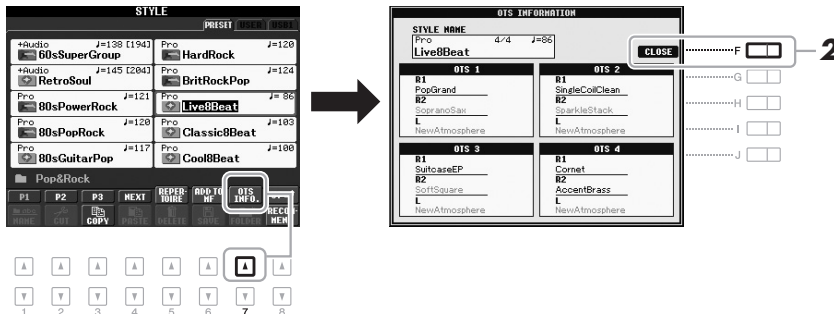 STYLE
PRESET USER USB1
+Audio ♩=138 [194]
60sSuperGroup
Pro ♩=120
HardRock
+Audio ♩=145 [204]
RetroSoul
Pro ♩=124
BritRockPop
Pro ♩=121
80sPowerRock
Pro ♩= 86
Live8Beat
Pro ♩=120
80sPopRock
Pro ♩=103
Classic8Beat
Pro ♩=117
80sGuitarPop
Pro ♩=100
Cool8Beat
Pop&Rock
P1 P2 P3 NEXT REPER-TOIRE ADD TO MF OTS INFO.
NAME CUT COPY PASTE DELETE SAVE FOLDER RECOM-MEND
1 2 3 4 5 6 7 8
OTS INFORMATION
STYLE NAME
Pro 4/4 ♩=86
Live8Beat
CLOSE
F
2
G
H
I
J
OTS 1
R1
PopGrand
R2
SopranoSax
L
NewAtmosphere
OTS 2
R1
SingleCoilClean
R2
SparkleStack
L
NewAtmosphere
OTS 3
R1
SuitcaseEP
R2
SoftSquare
L
NewAtmosphere
OTS 4
R1
Cornet
R2
AccentBrass
L
NewAtmosphere